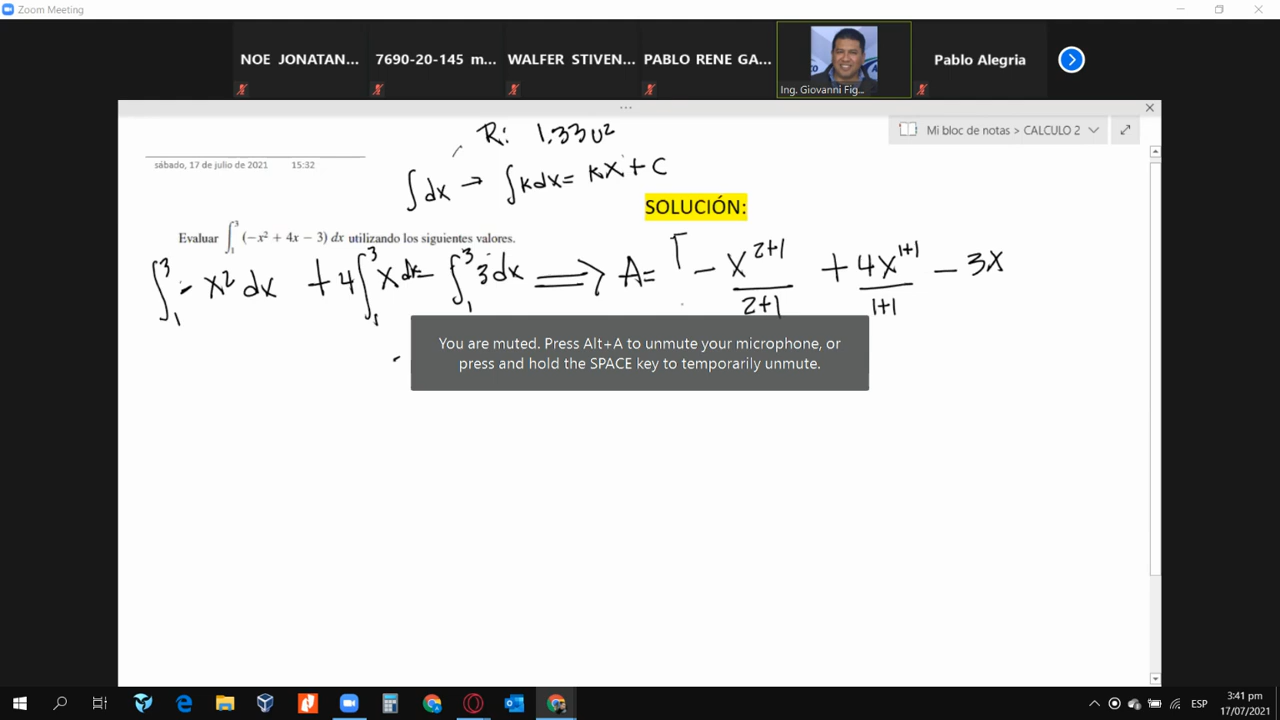 Zoom Meeting
NOE JONATAN... 7690-20-145 m... WALFER STIVEN... PABLO RENE GA... Pablo Alegria
Ing. Giovanni Fig...
Mi bloc de notas > CALCULO 2
R: 1.33 u²
sábado, 17 de julio de 2021 15:32
∫dx → ∫kdx = kx + C
SOLUCIÓN:
Evaluar ∫₁³ (−x² + 4x − 3) dx utilizando los siguientes valores.
∫₁³ - x² dx + 4∫₁³ x dx - ∫₁³ 3dx ⟹ A= [ - x^(2+1)/(2+1) + 4x^(1+1)/(1+1) - 3x
You are muted. Press Alt+A to unmute your microphone, or
press and hold the SPACE key to temporarily unmute.
3:41 pm
ESP
17/07/2021